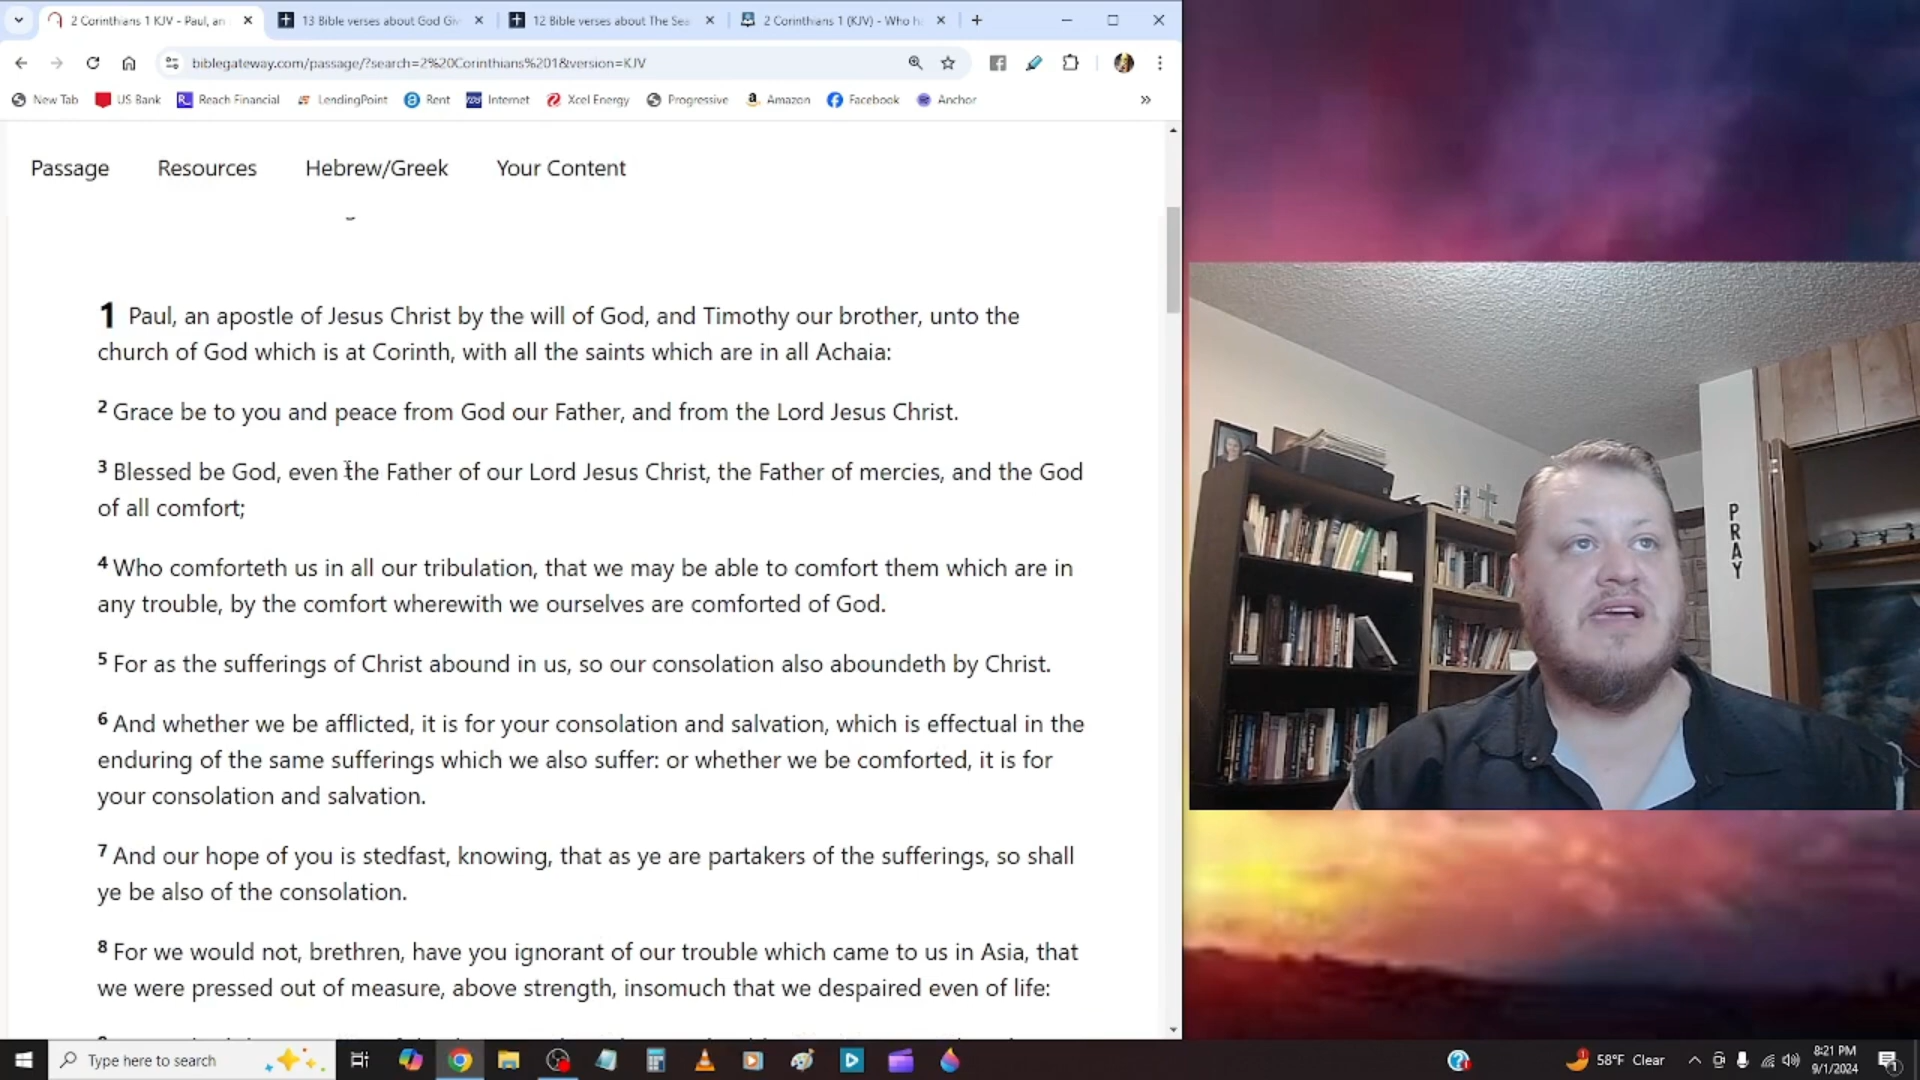 2 Corinthians 1 KJV - Paul, an
13 Bible verses about God Giv
12 Bible verses about The Sea
2 Corinthians 1 (KJV) - Who h
biblegateway.com/passage/?search=2%20Corinthians%201&version=KJV
New Tab
US Bank
Reach Financial
LendingPoint
Rent
Internet
Xcel Energy
Progressive
Amazon
Facebook
Anchor
Passage
Resources
Hebrew/Greek
Your Content
1 Paul, an apostle of Jesus Christ by the will of God, and Timothy our brother, unto the
church of God which is at Corinth, with all the saints which are in all Achaia:
2 Grace be to you and peace from God our Father, and from the Lord Jesus Christ.
3 Blessed be God, even the Father of our Lord Jesus Christ, the Father of mercies, and the God
of all comfort;
4 Who comforteth us in all our tribulation, that we may be able to comfort them which are in
any trouble, by the comfort wherewith we ourselves are comforted of God.
5 For as the sufferings of Christ abound in us, so our consolation also aboundeth by Christ.
6 And whether we be afflicted, it is for your consolation and salvation, which is effectual in the
enduring of the same sufferings which we also suffer: or whether we be comforted, it is for
your consolation and salvation.
7 And our hope of you is stedfast, knowing, that as ye are partakers of the sufferings, so shall
ye be also of the consolation.
8 For we would not, brethren, have you ignorant of our trouble which came to us in Asia, that
we were pressed out of measure, above strength, insomuch that we despaired even of life:
PRAY
Type here to search
58°F Clear
8:21 PM
9/1/2024